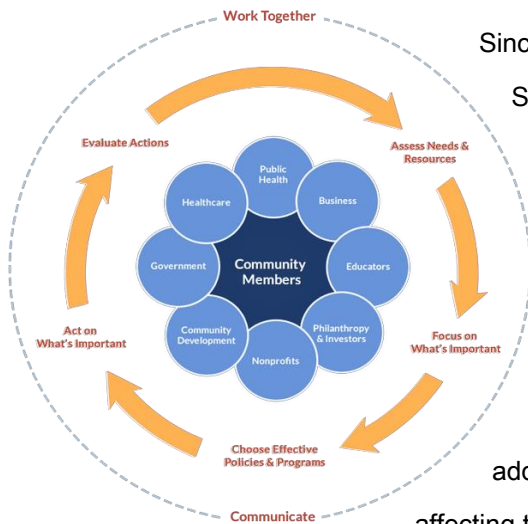 Work Together
Evaluate Actions
Assess Needs &
Resources
Public
Health
Healthcare
Business
Government
Community
Members
Educators
Community
Development
Philanthropy
& Investors
Nonprofits
Act on
What's Important
Focus on
What's Important
Choose Effective
Policies & Programs
Communicate